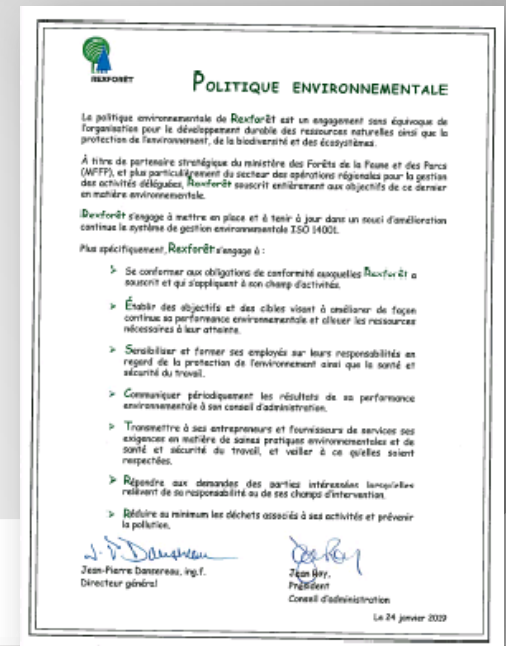 REXFORÊT
POLITIQUE ENVIRONNEMENTALE
La politique environnementale de Rexforêt est un engagement sans équivoque de
l'organisation pour le développement durable des ressources naturelles ainsi que la
protection de l'environnement, de la biodiversité et des écosystèmes.
À titre de partenaire stratégique du ministère des Forêts de la Faune et des Parcs
(MFFP), et plus particulièrement du secteur des opérations régionales pour la gestion
des activités déléguées, Rexforêt souscrit entièrement aux objectifs de ce dernier
en matière environnementale.
Rexforêt s'engage à mettre en place et à tenir à jour dans un souci d'amélioration
continue le système de gestion environnementale ISO 14001.
Plus spécifiquement, Rexforêt s'engage à :
➢ Se conformer aux obligations de conformité auxquelles Rexforêt a
souscrit et qui s'appliquent à son champ d'activités.
➢ Établir des objectifs et des cibles visant à améliorer de façon
continue sa performance environnementale et allouer les ressources
nécessaires à leur atteinte.
➢ Sensibiliser et former ses employés sur leurs responsabilités en
regard de la protection de l'environnement ainsi que la santé et
sécurité du travail.
➢ Communiquer périodiquement les résultats de sa performance
environnementale à son conseil d'administration.
➢ Transmettre à ses entrepreneurs et fournisseurs de services ses
exigences en matière de saines pratiques environnementales et de
santé et sécurité du travail, et veiller à ce qu'elles soient
respectées.
➢ Répondre aux demandes des parties intéressées lorsqu'elles
relèvent de sa responsabilité ou de ses champs d'intervention.
➢ Réduire au minimum les déchets associés à ses activités et prévenir
la pollution.
J. P. Dansereau
Jean-Pierre Dansereau, ing.f.
Directeur général
Jean Roy,
Président
Conseil d'administration
Le 24 janvier 2019